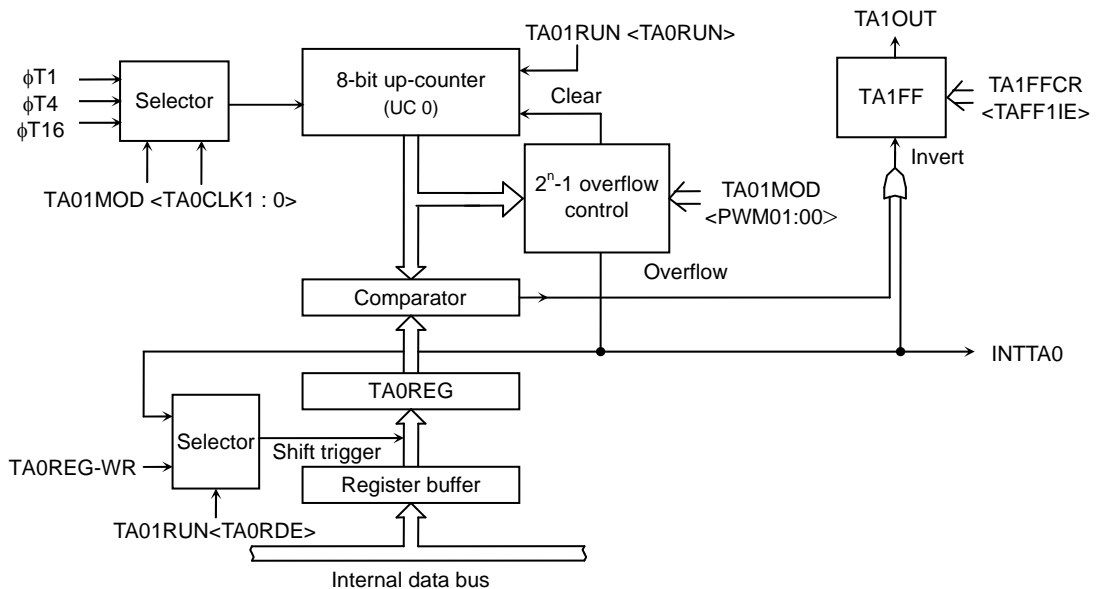 TA1OUT
TA01RUN <TA0RUN>
φT1
φT4
φT16
Selector
8-bit up-counter
(UC 0)
Clear
TA1FF
TA1FFCR
<TAFF1IE>
Invert
TA01MOD <TA0CLK1 : 0>
2ⁿ-1 overflow
control
TA01MOD
<PWM01:00>
Overflow
Comparator
INTTA0
TA0REG
Selector
Shift trigger
TA0REG-WR
Register buffer
TA01RUN<TA0RDE>
Internal data bus